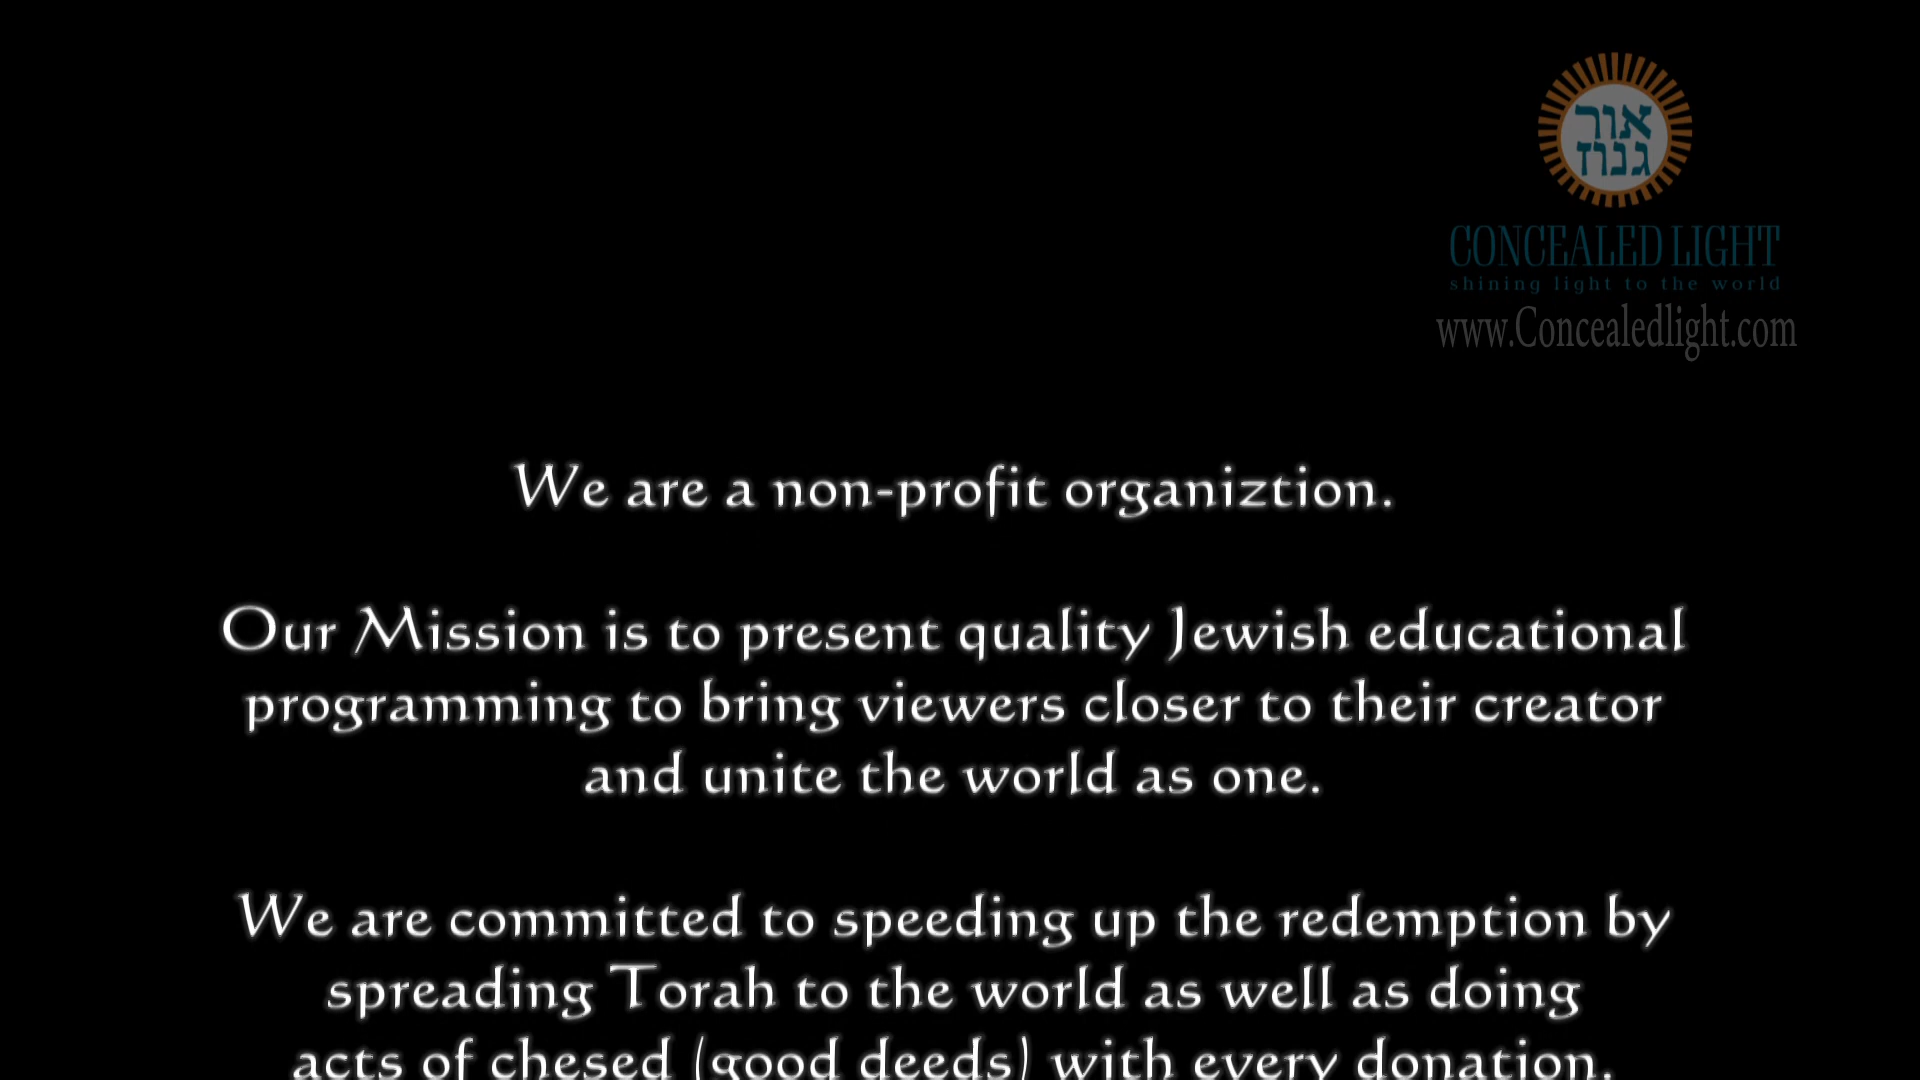 אור
גנוז
CONCEALED LIGHT
shining light to the world
www.Concealedlight.com
We are a non-profit organiztion.
Our Mission is to present quality Jewish educational
programming to bring viewers closer to their creator
and unite the world as one.
We are committed to speeding up the redemption by
spreading Torah to the world as well as doing
acts of chesed (good deeds) with every donation.